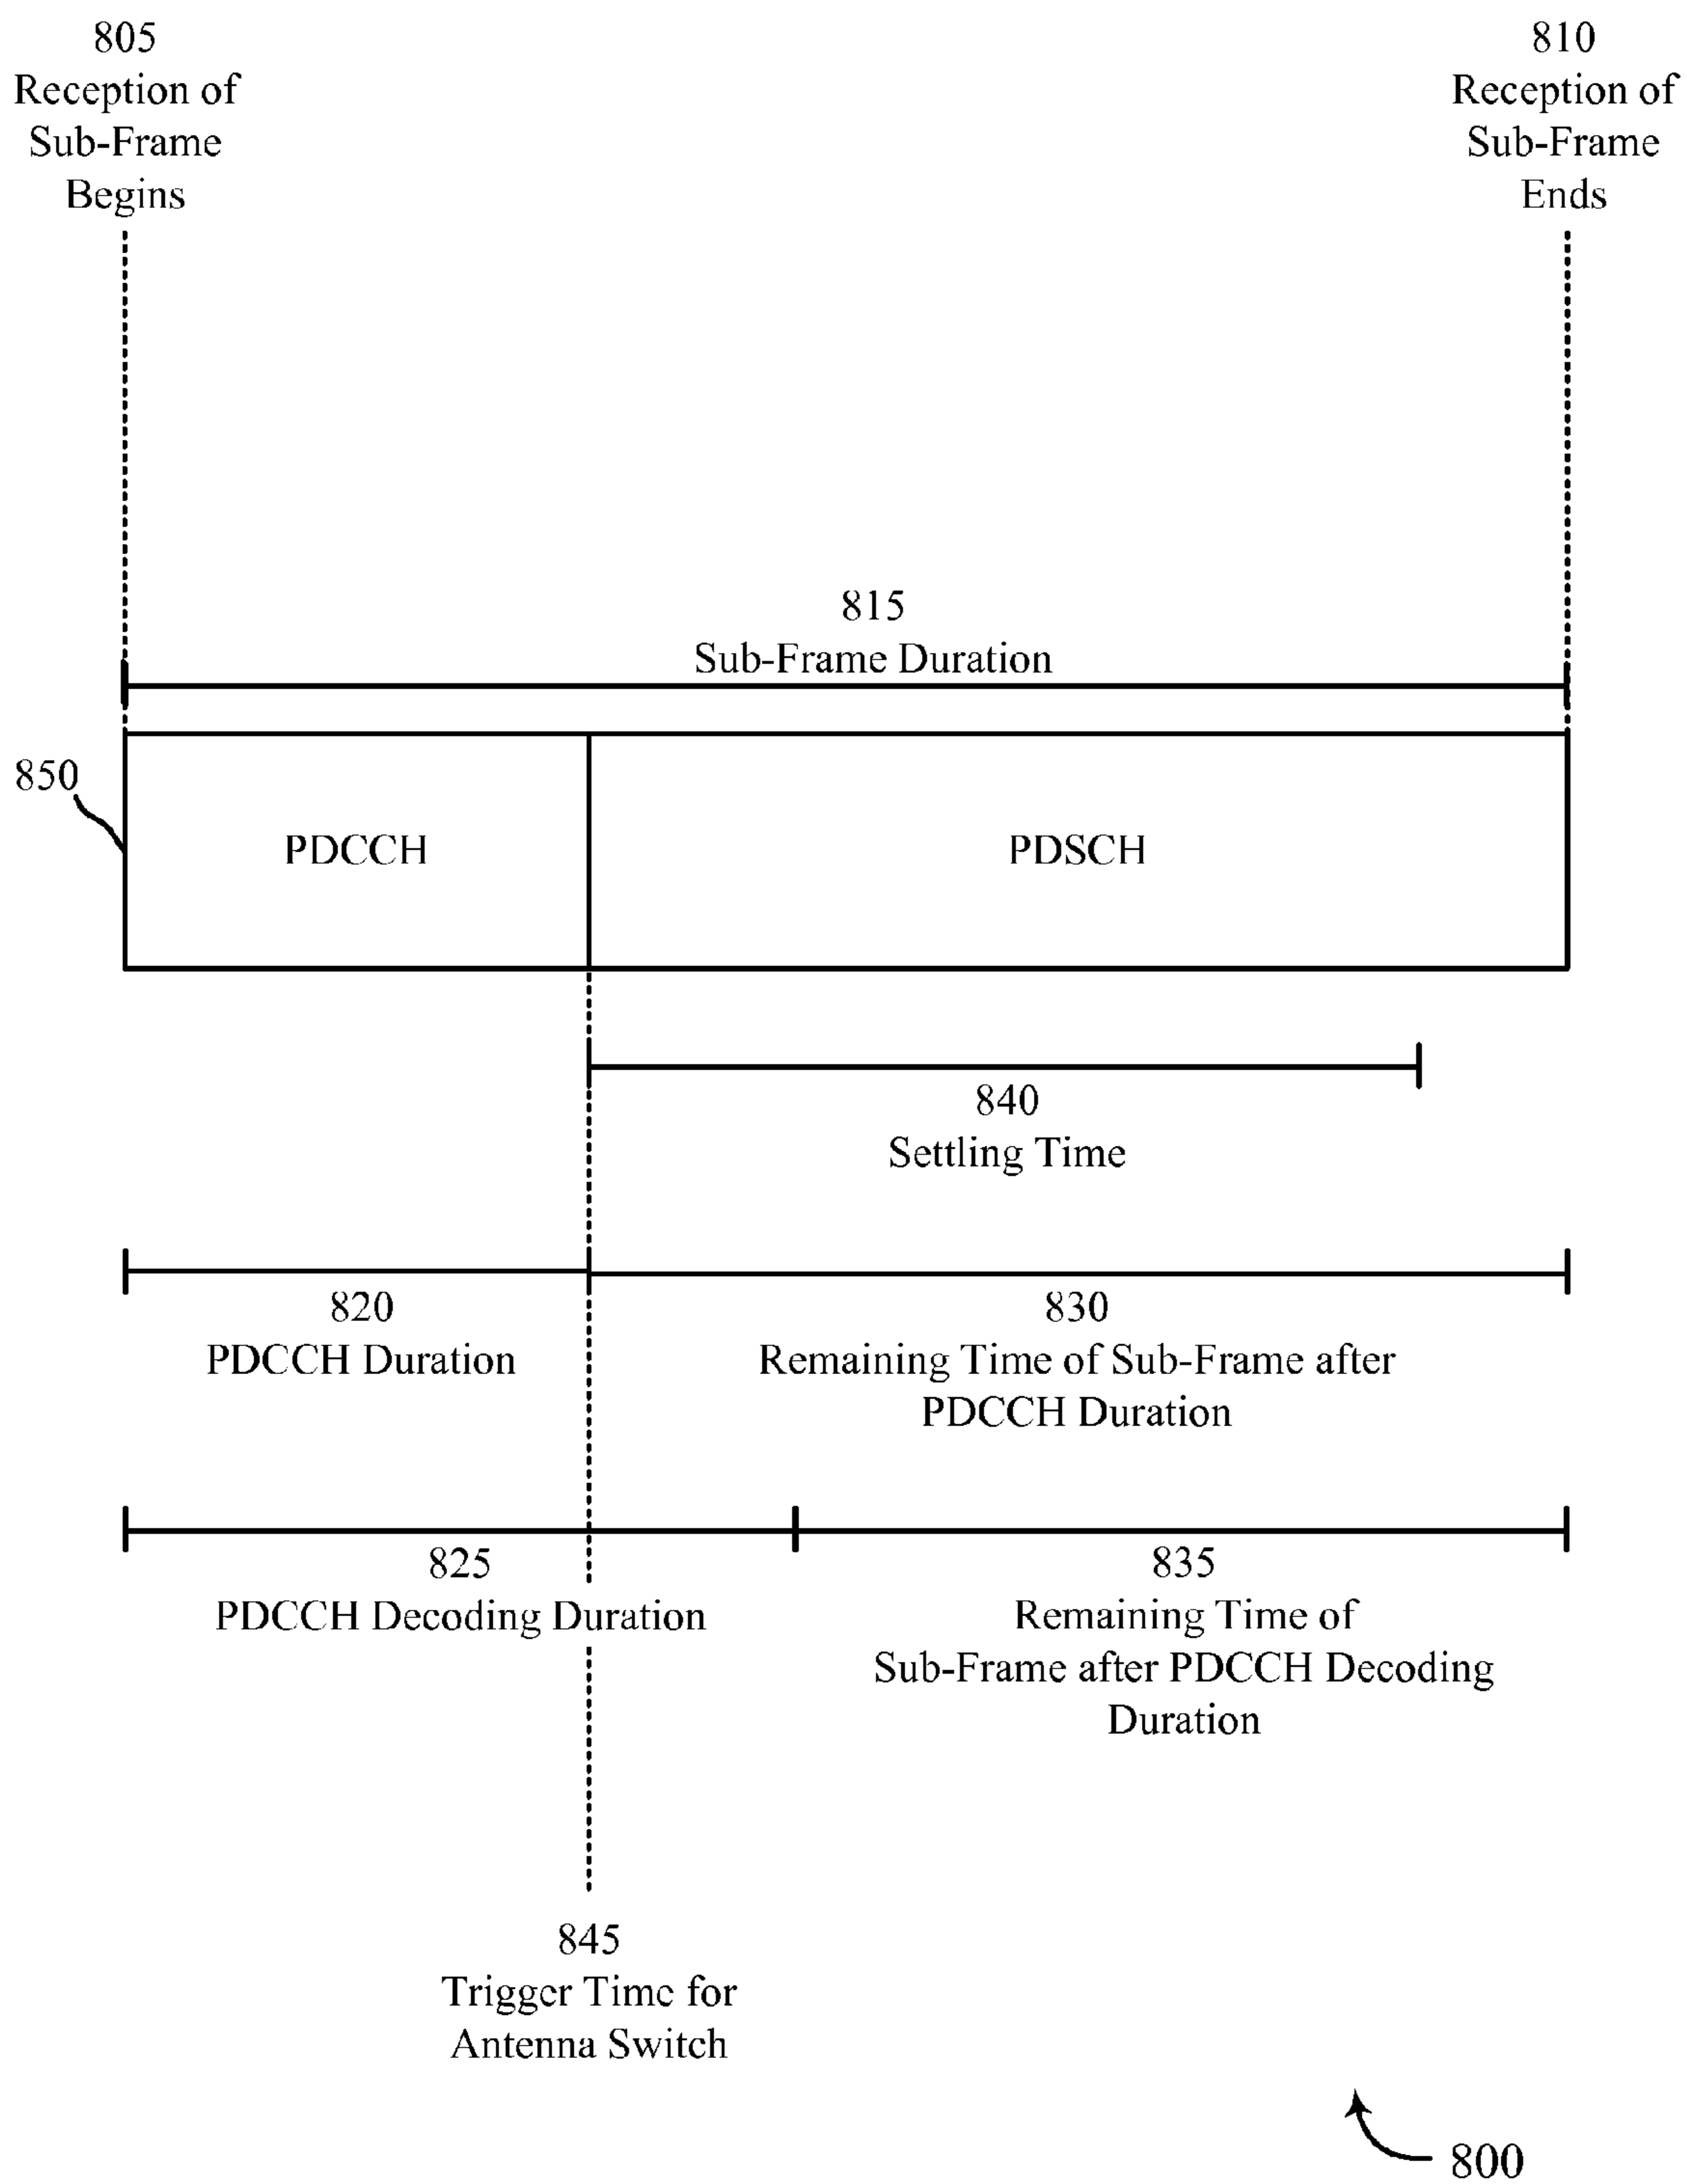 805
Reception of
Sub-Frame
Begins
810
Reception of
Sub-Frame
Ends
815
Sub-Frame Duration
850
PDCCH
PDSCH
840
Settling Time
820
PDCCH Duration
830
Remaining Time of Sub-Frame after
PDCCH Duration
825
PDCCH Decoding Duration
835
Remaining Time of
Sub-Frame after PDCCH Decoding
Duration
845
Trigger Time for
Antenna Switch
800